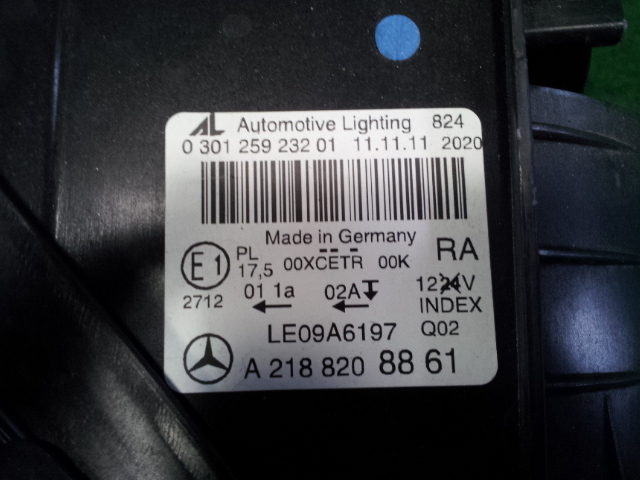 AL Automotive Lighting 824
0 301 259 232 01 11.11.11 2020
Made in Germany
E1 PL 17,5 00XCETR 00K RA
2712 01 1a 02A 12 24V
INDEX
LE09A6197 Q02
A 218 820 88 61